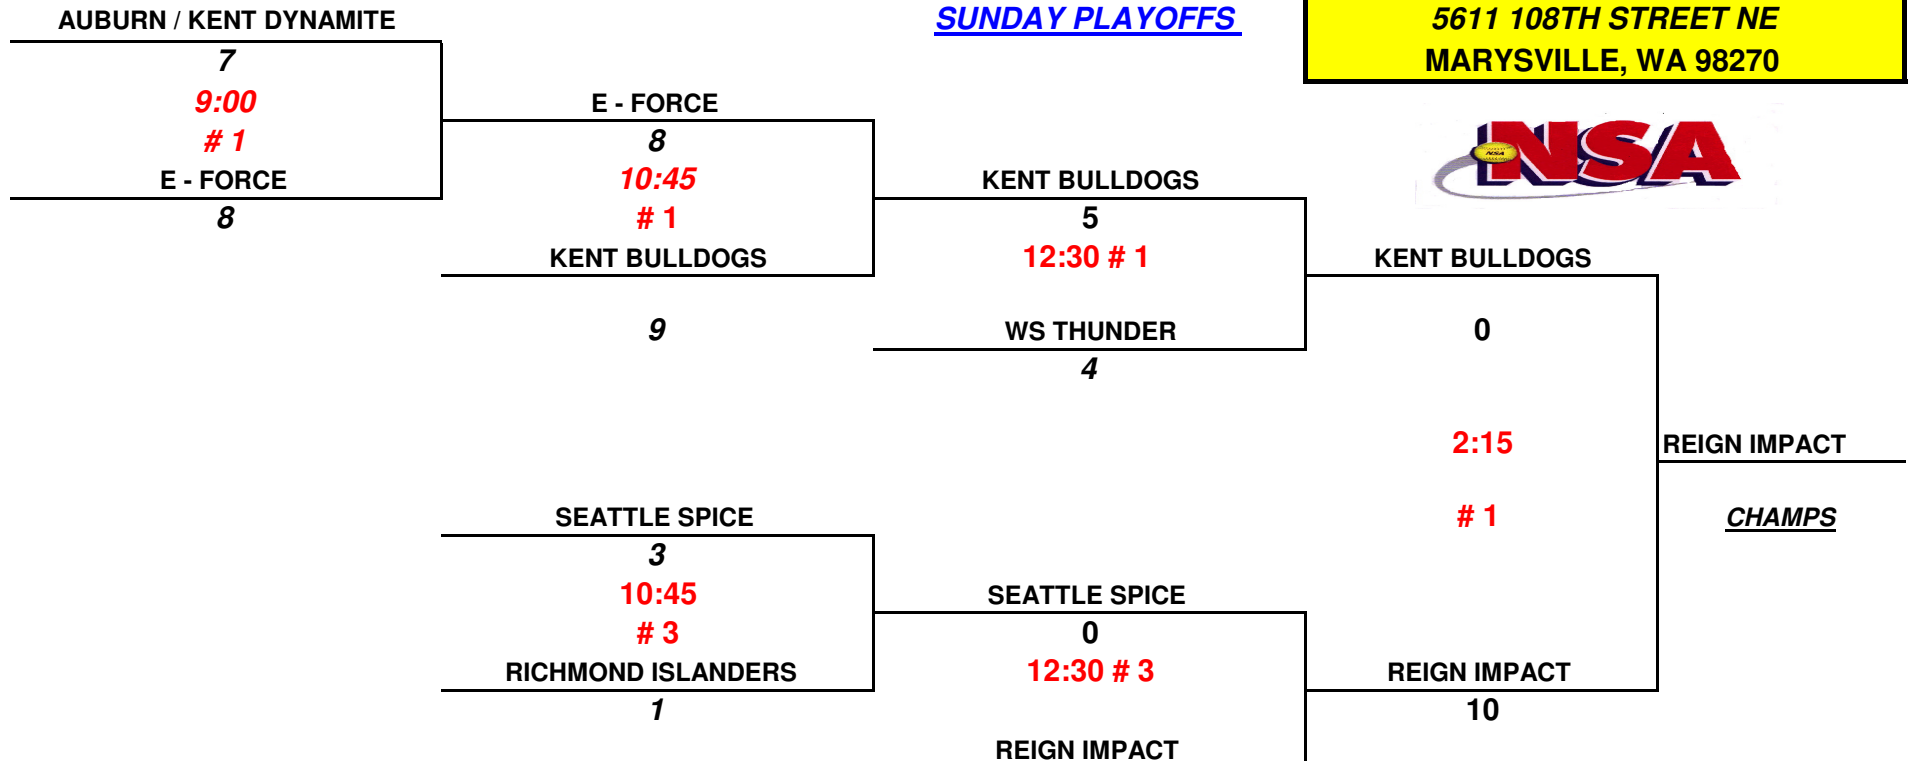 AUBURN / KENT DYNAMITE
SUNDAY PLAYOFFS
5611 108TH STREET NE
MARYSVILLE, WA 98270
7
9:00
# 1
E - FORCE
8
E - FORCE
8
10:45
# 1
KENT BULLDOGS
9
KENT BULLDOGS
5
12:30 # 1
WS THUNDER
4
NSA
NSA
KENT BULLDOGS
0
2:15
# 1
REIGN IMPACT
10
REIGN IMPACT
CHAMPS
SEATTLE SPICE
3
10:45
# 3
RICHMOND ISLANDERS
1
SEATTLE SPICE
0
12:30 # 3
REIGN IMPACT